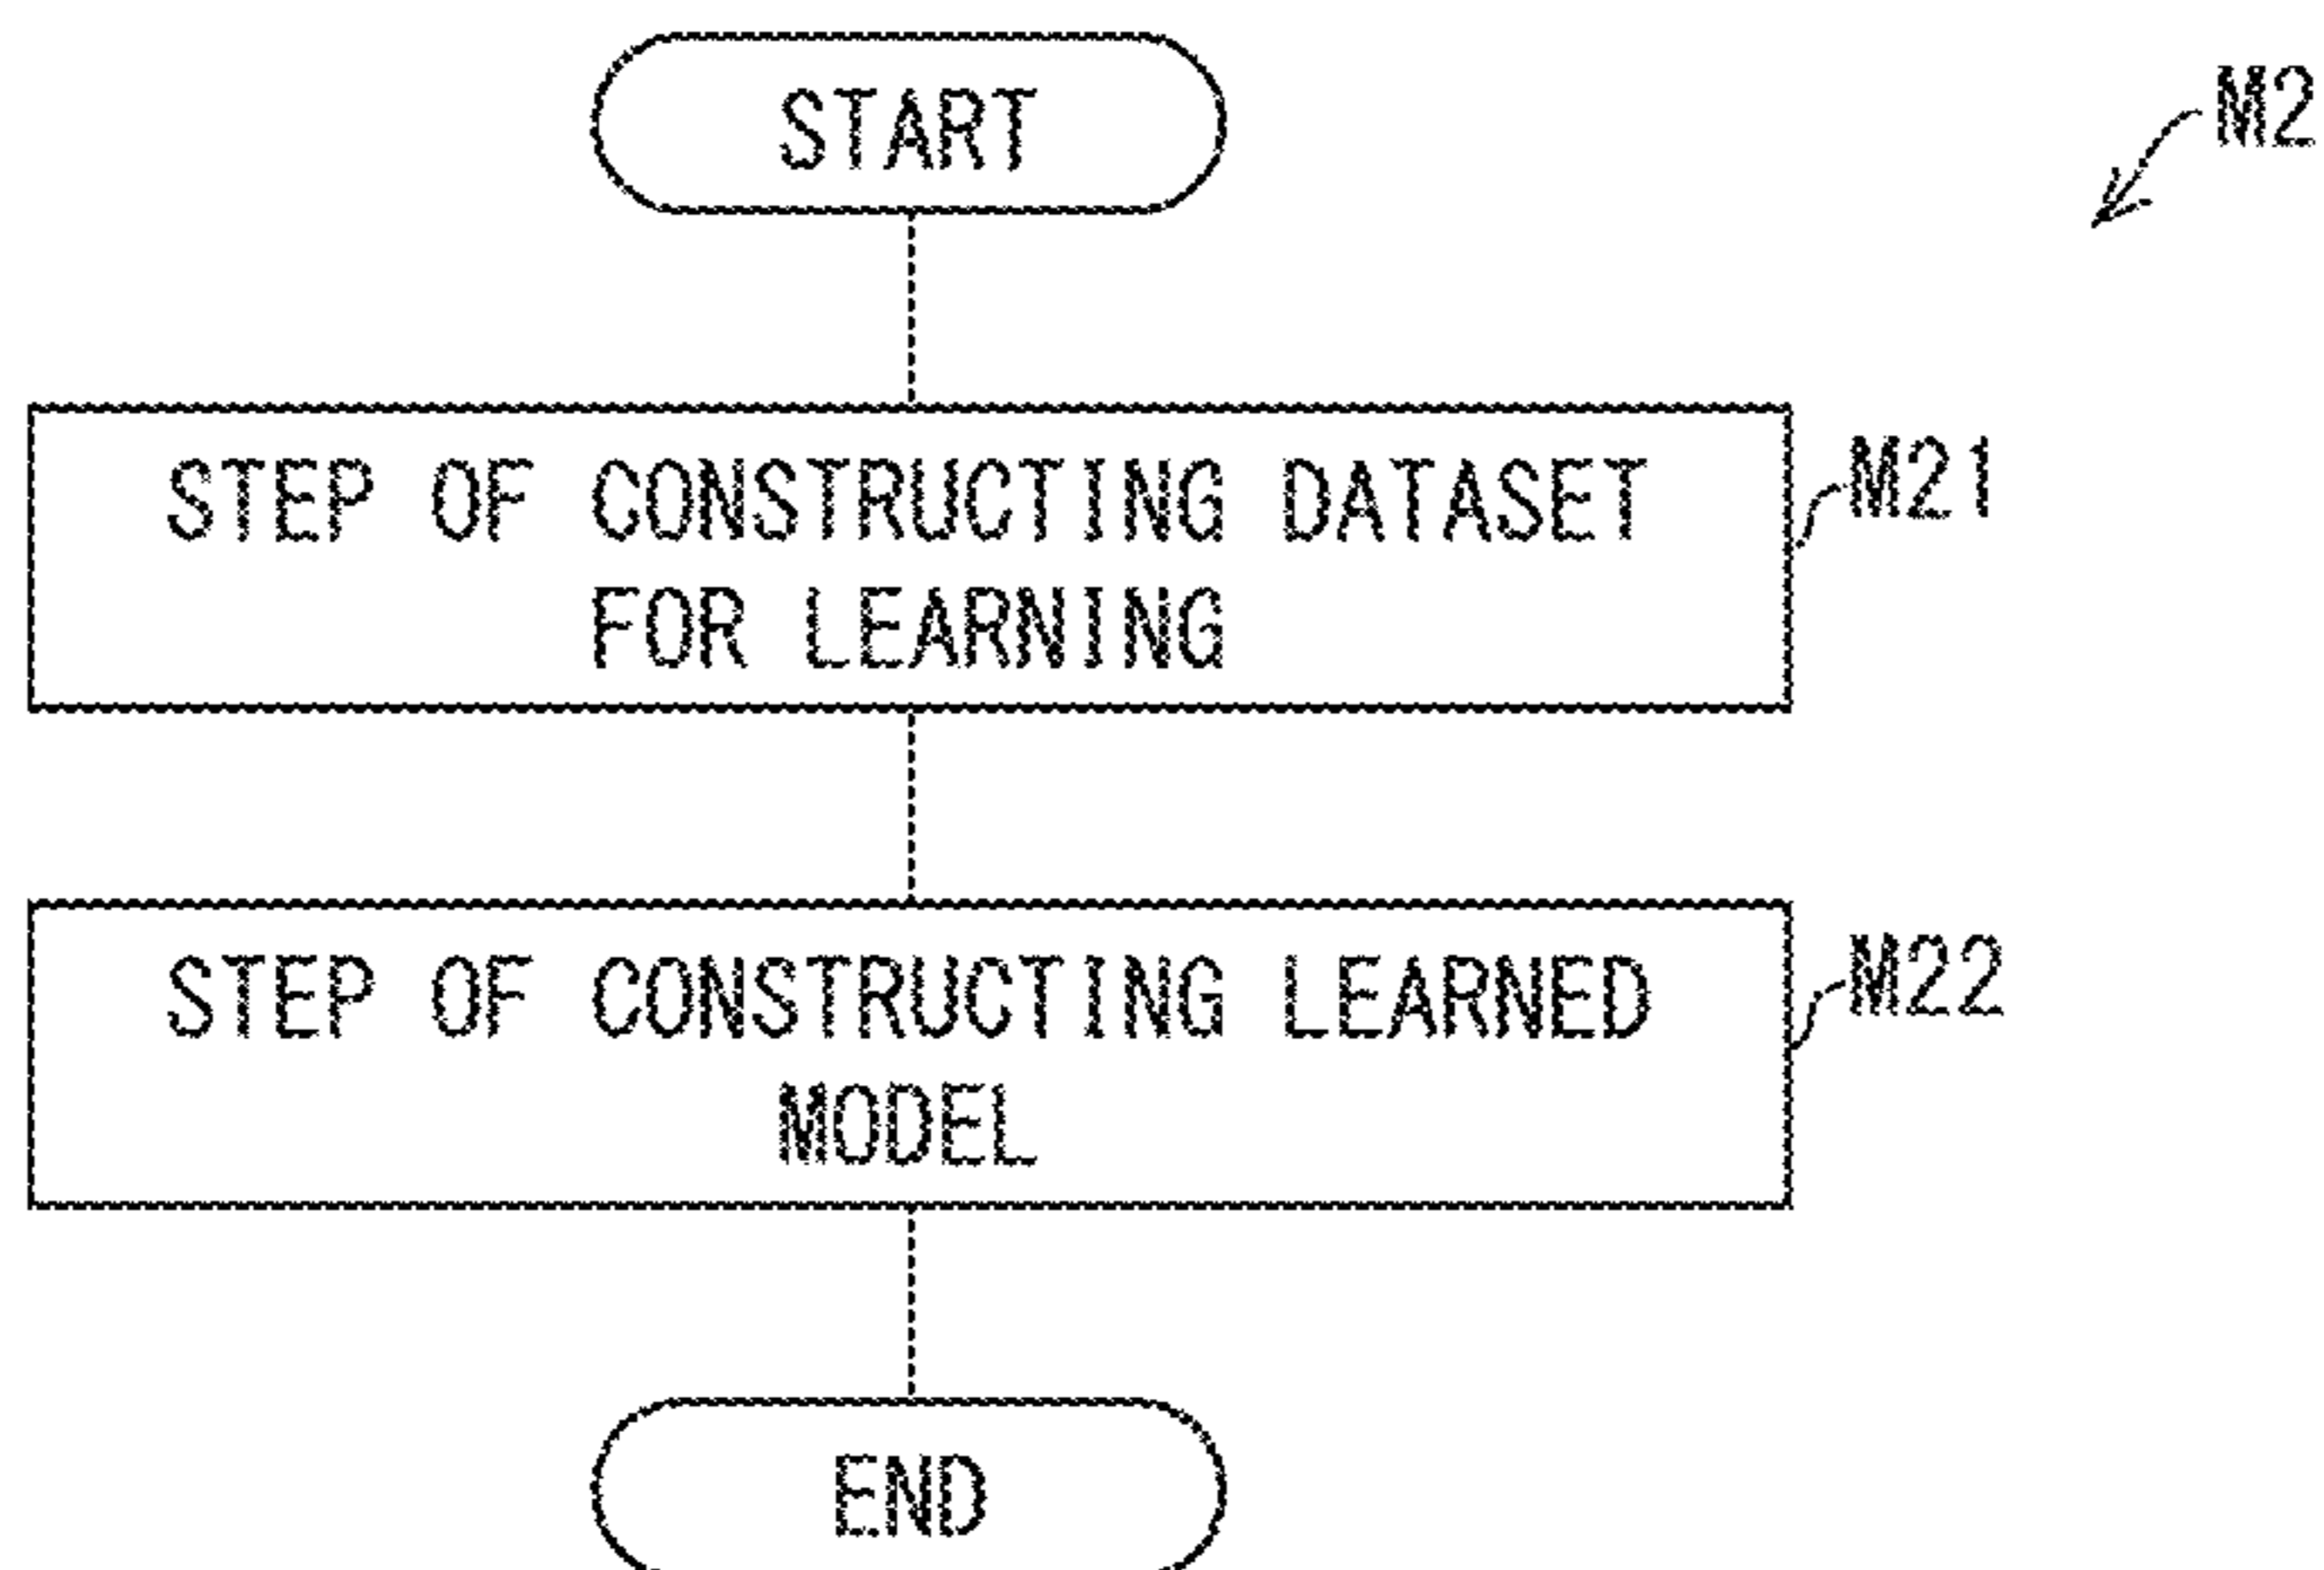 START
M2
STEP OF CONSTRUCTING DATASET
FOR LEARNING
M21
STEP OF CONSTRUCTING LEARNED
MODEL
M22
END